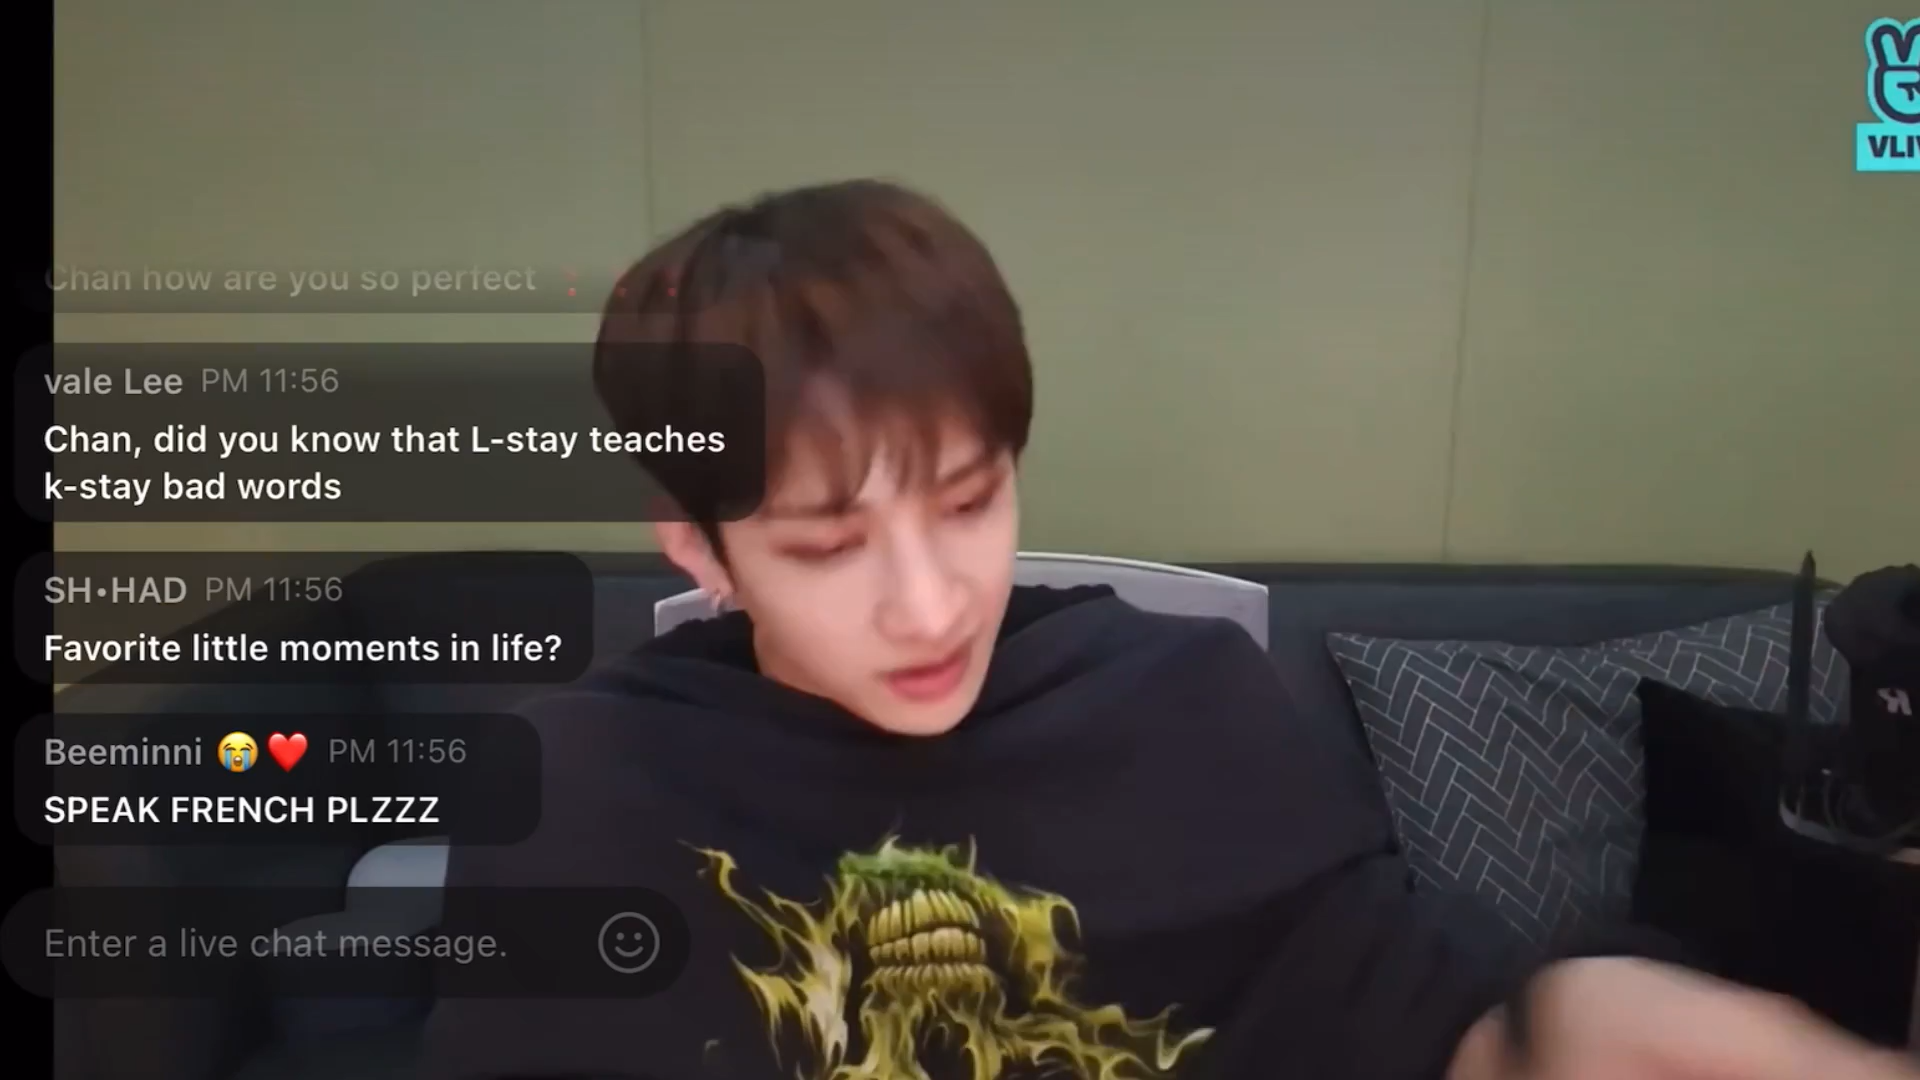 VLIV
Chan how are you so perfect
vale Lee PM 11:56
Chan, did you know that L-stay teaches
k-stay bad words
SH•HAD PM 11:56
Favorite little moments in life?
Beeminni 😭❤️ PM 11:56
SPEAK FRENCH PLZZZ
Enter a live chat message.